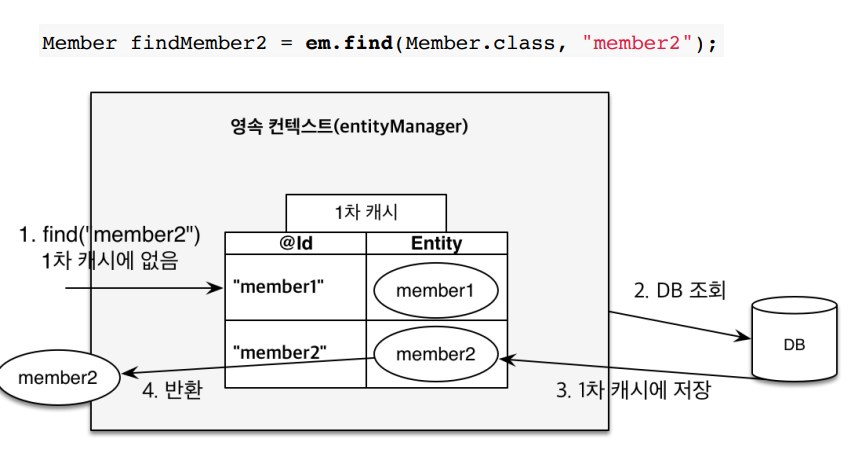 Member findMember2 = em.find(Member.class, "member2");
영속 컨텍스트(entityManager)
1차 캐시
1. find("member2")
1차 캐시에 없음
@Id Entity
"member1" member1
2. DB 조회
DB
"member2" member2
member2
4. 반환
3. 1차 캐시에 저장